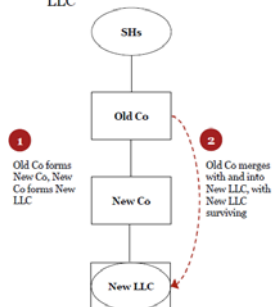 LLC
SHs
Old Co
1
Old Co forms
New Co, New
Co forms New
LLC
2
Old Co merges
with and into
New LLC, with
New LLC
surviving
New Co
New LLC